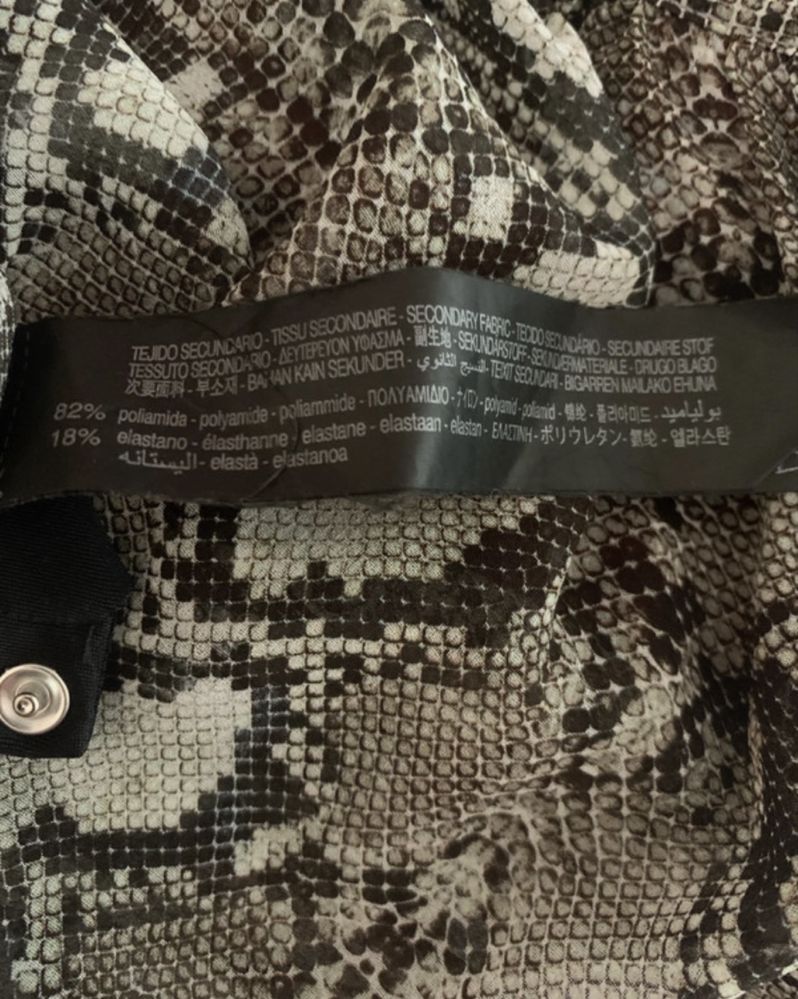 TEJIDO SECUNDARIO - TISSU SECONDAIRE - SECONDARY FABRIC - TECIDO SECUNDÁRIO - SECUNDAIRE STOF
TESSUTO SECONDARIO - ΔΕΥΤΕΡΕΥΟΝ ΥΦΑΣΜΑ - 副生地 - SEKUNDÄRSTOFF - SEKUNDÆRMATERIALE - DRUGO BLAGO
次要面料 - 부소재 - BAHAN KAIN SEKUNDER - النسيج الثانوي - TEIXIT SECUNDARI - BIGARREN MAILAKO EHUNA
82% poliamida - polyamide - poliammide - ΠΟΛΥΑΜΙΔΙΟ - ナイロン - polyamid - poliamid - 锦纶 - 폴리아미드 - بولياميد
18% elastano - élasthanne - elastane - elastaan - elastan - ΕΛΑΣΤΙΝΗ - ポリウレタン - 氨纶 - 엘라스탄
اليستانه - elastà - elastanoa